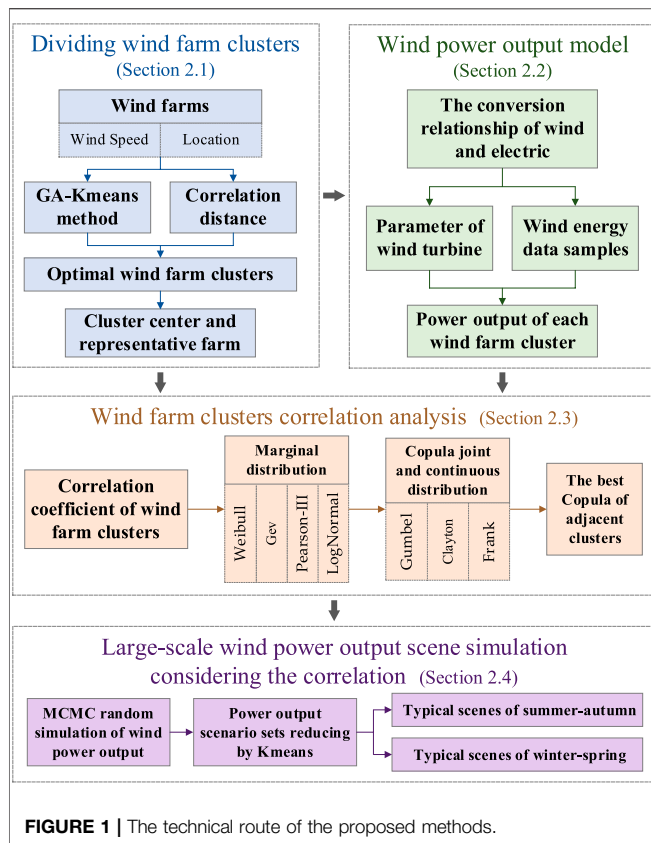 Dividing wind farm clusters
(Section 2.1)
Wind farms
Wind Speed
Location
GA-Kmeans
method
Correlation
distance
Optimal wind farm clusters
Cluster center and
representative farm
Wind power output model
(Section 2.2)
The conversion
relationship of wind
and electric
Parameter of
wind turbine
Wind energy
data samples
Power output of each
wind farm cluster
Wind farm clusters correlation analysis (Section 2.3)
Correlation
coefficient of wind
farm clusters
Marginal
distribution
Weibull
Gev
Pearson-III
LogNormal
Copula joint
and continuous
distribution
Gumbel
Clayton
Frank
The best
Copula of
adjacent
clusters
Large-scale wind power output scene simulation
considering the correlation (Section 2.4)
MCMC random
simulation of wind
power output
Power output
scenario sets reducing
by Kmeans
Typical scenes of summer-autumn
Typical scenes of winter-spring
FIGURE 1 | The technical route of the proposed methods.